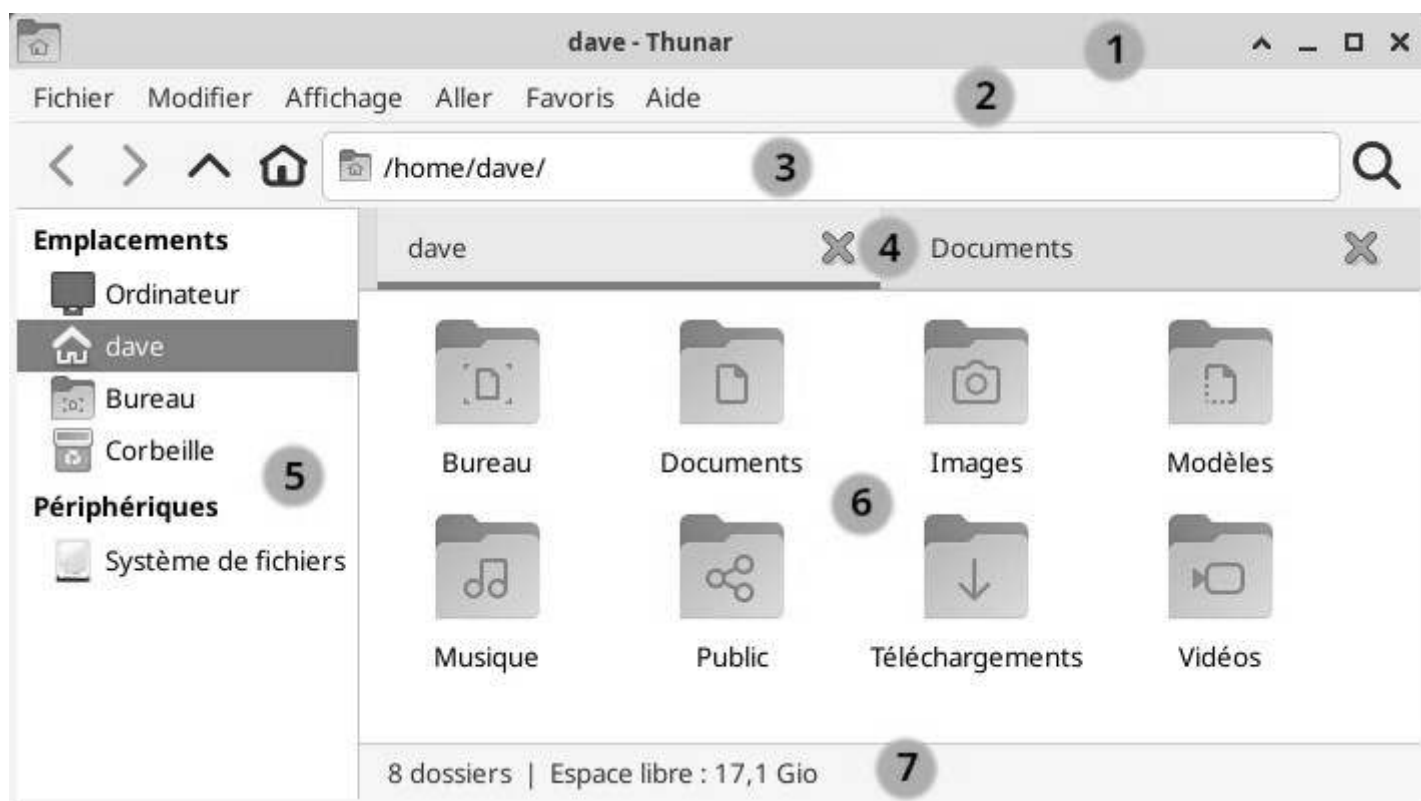 dave - Thunar 1
Fichier Modifier Affichage Aller Favoris Aide 2
/home/dave/ 3
Emplacements
Ordinateur
dave
Bureau
Corbeille
5
Périphériques
Système de fichiers
dave 4 Documents
Bureau Documents Images Modèles
6
Musique Public Téléchargements Vidéos
8 dossiers | Espace libre : 17,1 Gio 7